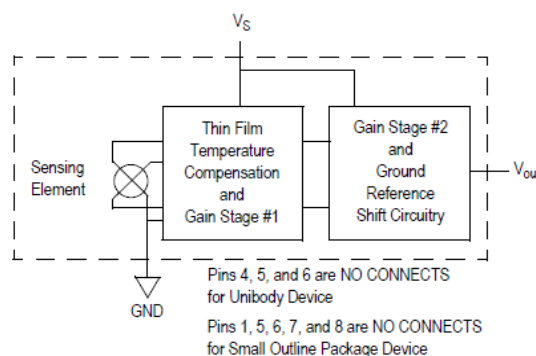 VS
Thin Film
Temperature
Compensation
and
Gain Stage #1
Gain Stage #2
and
Ground
Reference
Shift Circuitry
Sensing
Element
Vou
GND
Pins 4, 5, and 6 are NO CONNECTS
for Unibody Device
Pins 1, 5, 6, 7, and 8 are NO CONNECTS
for Small Outline Package Device